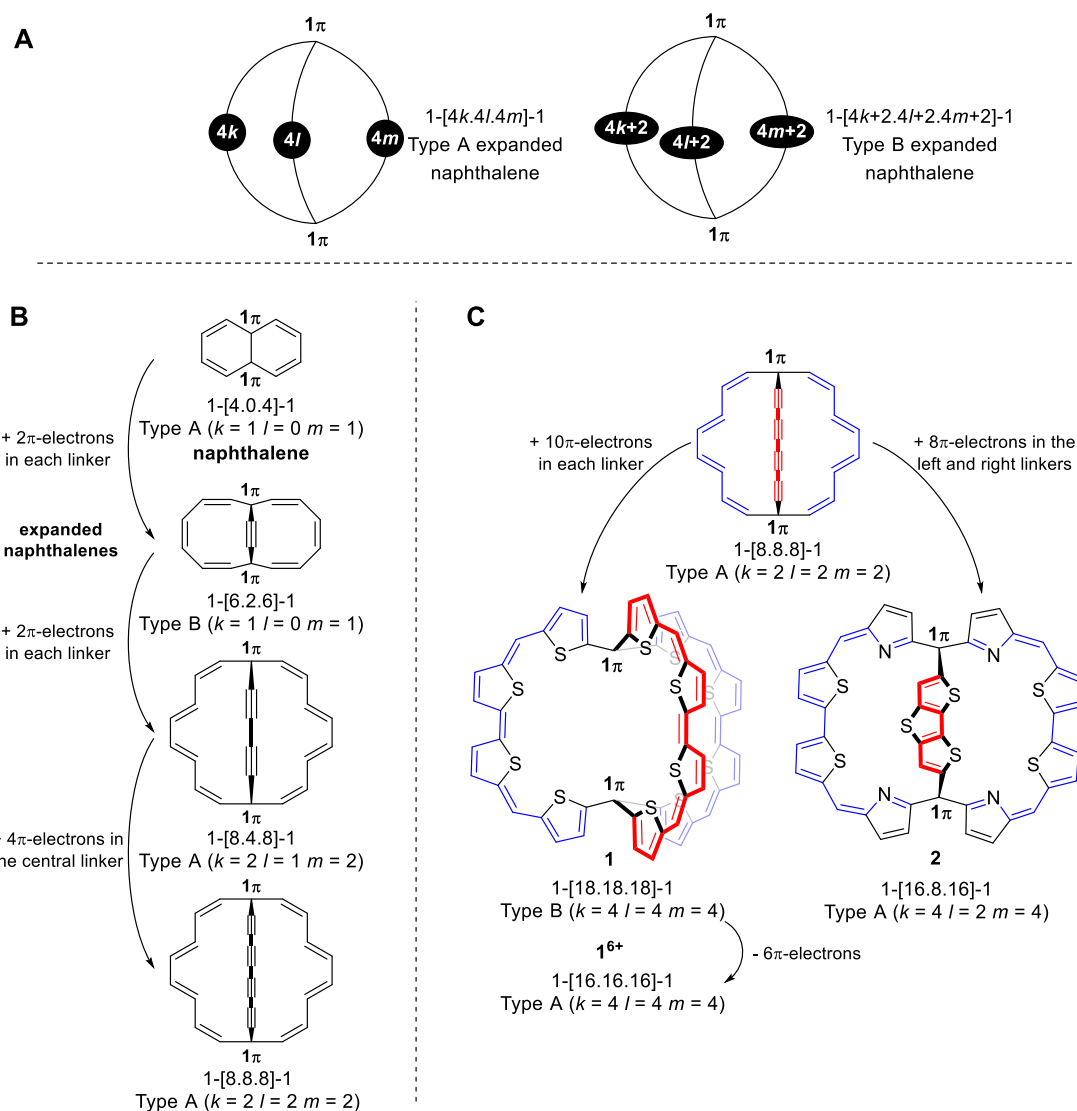 A
1π
4k
4l
4m
1π
1-[4k.4l.4m]-1
Type A expanded
naphthalene
1π
4k+2
4l+2
4m+2
1π
1-[4k+2.4l+2.4m+2]-1
Type B expanded
naphthalene
B
1π
1π
1-[4.0.4]-1
Type A (k = 1 l = 0 m = 1)
naphthalene
+ 2π-electrons
in each linker
expanded
naphthalenes
1π
1π
1-[6.2.6]-1
Type B (k = 1 l = 0 m = 1)
+ 2π-electrons
in each linker
1π
1π
1-[8.4.8]-1
Type A (k = 2 l = 1 m = 2)
4π-electrons in
central linker
1π
1π
1-[8.8.8]-1
Type A (k = 2 l = 2 m = 2)
C
1π
1π
1-[8.8.8]-1
Type A (k = 2 l = 2 m = 2)
+ 10π-electrons
in each linker
+ 8π-electrons in the
left and right linkers
S
S
S
S
1π
1π
S
S
S
S
S
S
S
S
1
1-[18.18.18]-1
Type B (k = 4 l = 4 m = 4)
1⁶⁺
- 6π-electrons
1-[16.16.16]-1
Type A (k = 4 l = 4 m = 4)
N
1π
N
S
S
S
S
S
S
S
N
1π
N
2
1-[16.8.16]-1
Type A (k = 4 l = 2 m = 4)